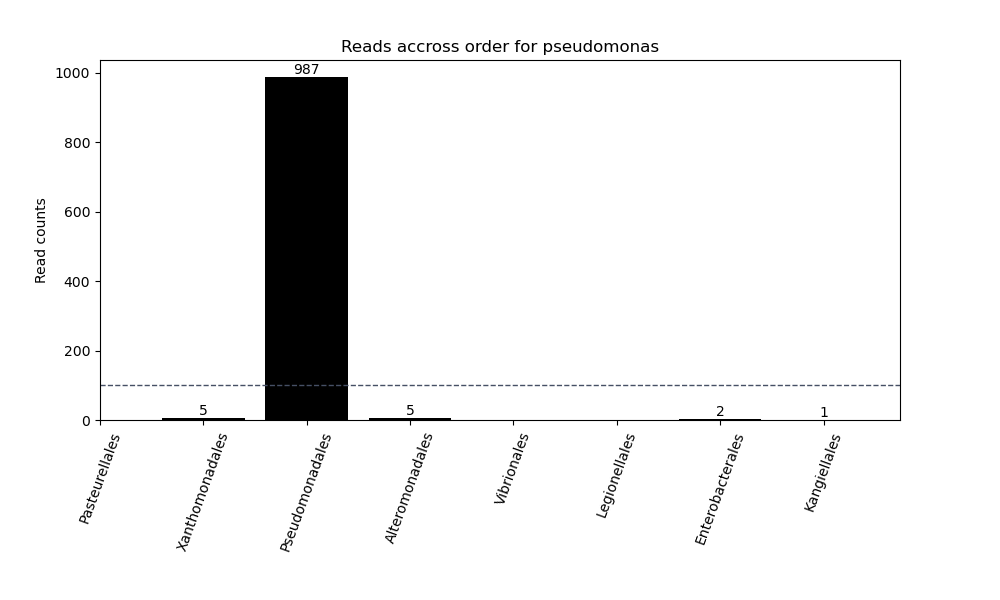 Reads accross order for pseudomonas
Read counts
1000
800
600
400
200
0
987
5
5
2
1
Pasteurellales
Xanthomonadales
Pseudomonadales
Alteromonadales
Vibrionales
Legionellales
Enterobacterales
Kangiellales